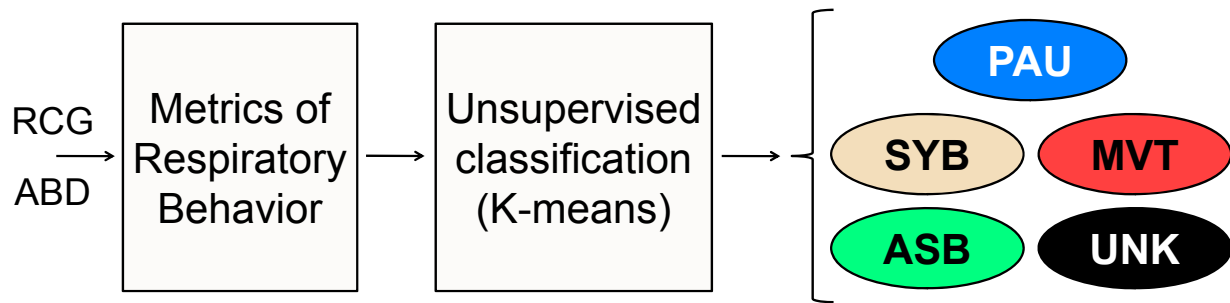 RCG
ABD
Metrics of
Respiratory
Behavior
Unsupervised
classification
(K-means)
PAU
SYB
MVT
ASB
UNK